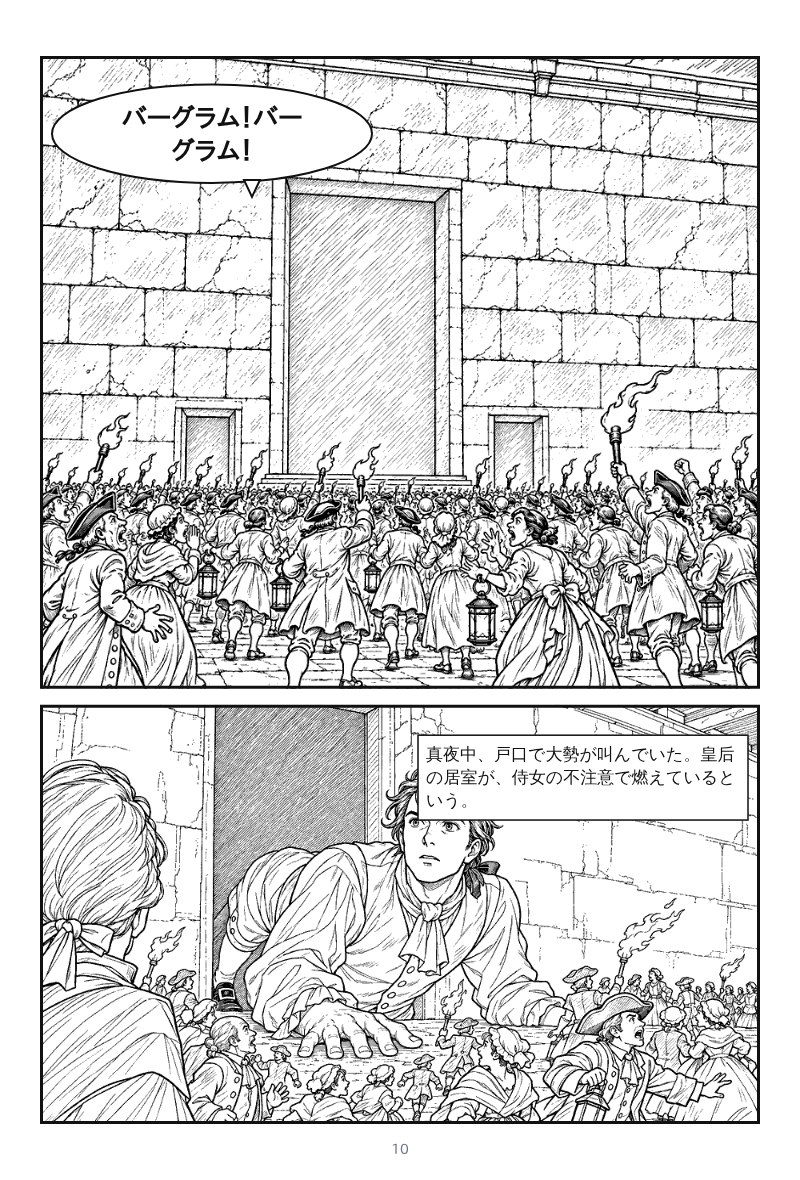 バーグラム！バー
グラム！
真夜中、戸口で大勢が叫んでいた。皇后
の居室が、侍女の不注意で燃えていると
いう。
10